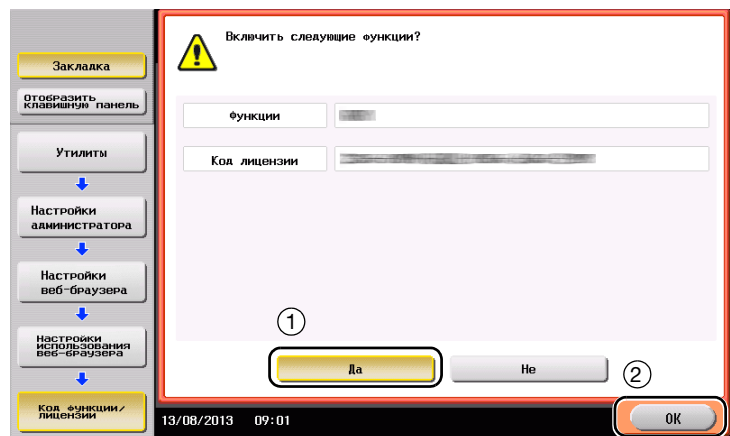 Включить следующие функции?
Закладка
Отобразить
клавишную панель
Функции
Код лицензии
Утилиты
Настройки
администратора
Настройки
веб-браузера
Настройки
использования
веб-браузера
Код функции/
лицензии
1
Да
Не
2
13/08/2013 09:01
OK